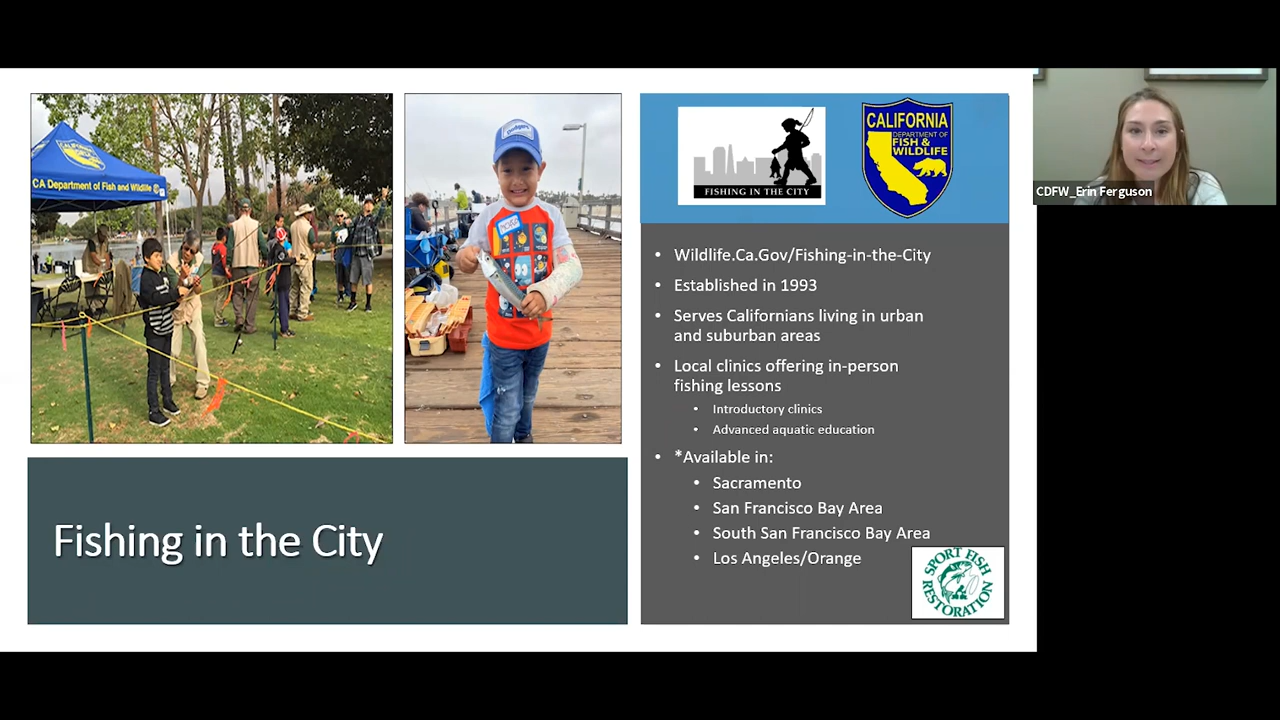 CA Department of Fish and Wildlife
FISHING IN THE CITY
CALIFORNIA
DEPARTMENT OF
FISH &
WILDLIFE
CDFW_Erin Ferguson
Wildlife.Ca.Gov/Fishing-in-the-City
Established in 1993
Serves Californians living in urban
and suburban areas
Local clinics offering in-person
fishing lessons
Introductory clinics
Advanced aquatic education
*Available in:
Sacramento
San Francisco Bay Area
South San Francisco Bay Area
Los Angeles/Orange
SPORT FISH
RESTORATION
Fishing in the City